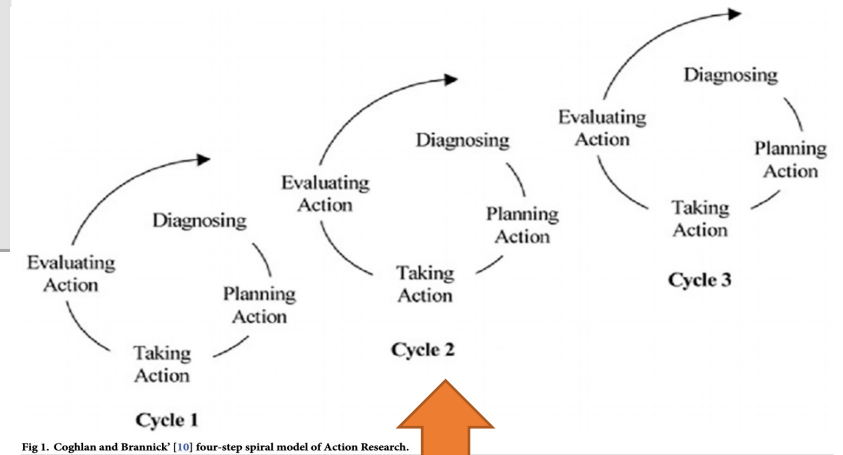 Diagnosing
Planning
Action
Taking
Action
Evaluating
Action
Cycle 1
Diagnosing
Planning
Action
Taking
Action
Evaluating
Action
Cycle 2
Diagnosing
Planning
Action
Taking
Action
Evaluating
Action
Cycle 3
Fig 1. Coghlan and Brannick' [10] four-step spiral model of Action Research.